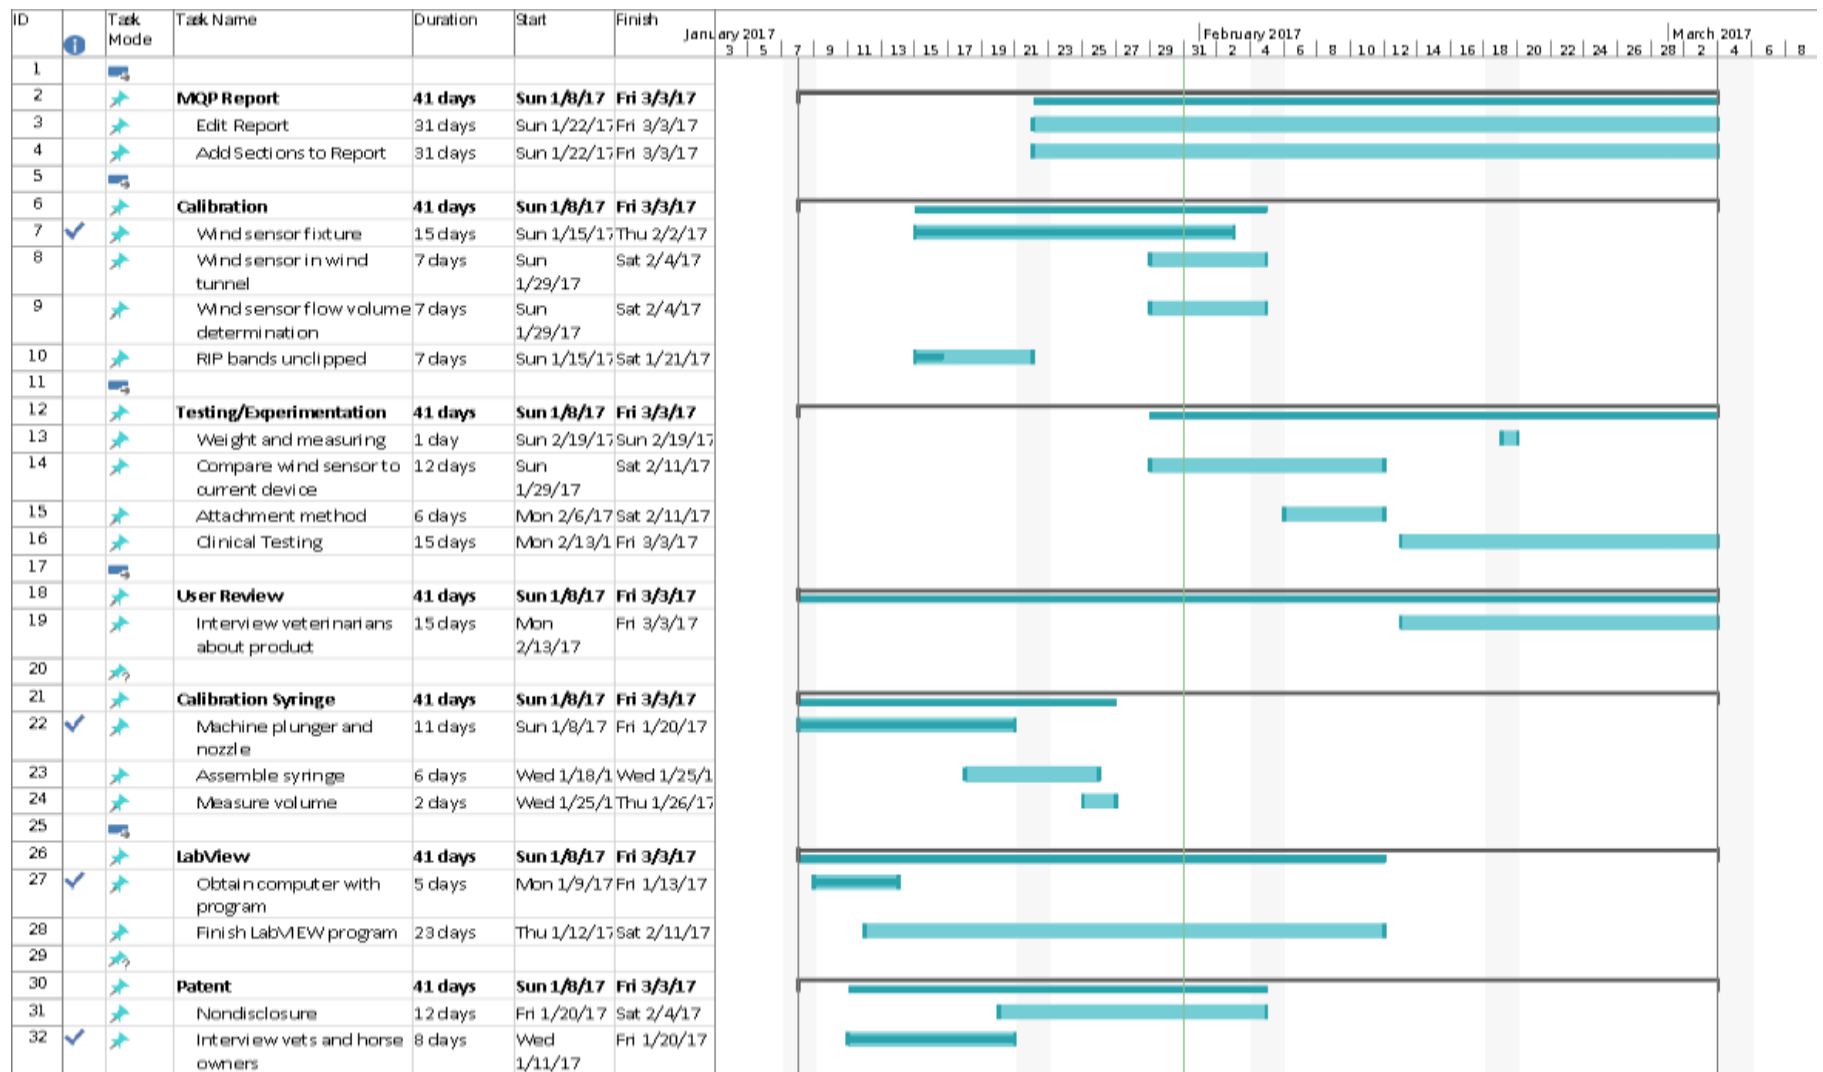 ID Task Task Name Duration Start Finish
Mode
January 2017 February 2017 March 2017
3 5 7 9 11 13 15 17 19 21 23 25 27 29 31 2 4 6 8 10 12 14 16 18 20 22 24 26 28 2 4 6 8
1
2 MQP Report 41 days Sun 1/8/17 Fri 3/3/17
3 Edit Report 31 days Sun 1/22/17 Fri 3/3/17
4 Add Sections to Report 31 days Sun 1/22/17 Fri 3/3/17
5
6 Calibration 41 days Sun 1/8/17 Fri 3/3/17
7 Wind sensor fixture 15 days Sun 1/15/17 Thu 2/2/17
8 Wind sensor in wind 7 days Sun Sat 2/4/17
tunnel 1/29/17
9 Wind sensor flow volume 7 days Sun Sat 2/4/17
determination 1/29/17
10 RIP bands unclipped 7 days Sun 1/15/17 Sat 1/21/17
11
12 Testing/Experimentation 41 days Sun 1/8/17 Fri 3/3/17
13 Weight and measuring 1 day Sun 2/19/17 Sun 2/19/17
14 Compare wind sensor to 12 days Sun Sat 2/11/17
current device 1/29/17
15 Attachment method 6 days Mon 2/6/17 Sat 2/11/17
16 Clinical Testing 15 days Mon 2/13/1 Fri 3/3/17
17
18 User Review 41 days Sun 1/8/17 Fri 3/3/17
19 Interview veterinarians 15 days Mon Fri 3/3/17
about product 2/13/17
20
21 Calibration Syringe 41 days Sun 1/8/17 Fri 3/3/17
22 Machine plunger and 11 days Sun 1/8/17 Fri 1/20/17
nozzle
23 Assemble syringe 6 days Wed 1/18/1 Wed 1/25/1
24 Measure volume 2 days Wed 1/25/1 Thu 1/26/17
25
26 LabView 41 days Sun 1/8/17 Fri 3/3/17
27 Obtain computer with 5 days Mon 1/9/17 Fri 1/13/17
program
28 Finish LabVIEW program 23 days Thu 1/12/17 Sat 2/11/17
29
30 Patent 41 days Sun 1/8/17 Fri 3/3/17
31 Nondisclosure 12 days Fri 1/20/17 Sat 2/4/17
32 Interview vets and horse 8 days Wed Fri 1/20/17
owners 1/11/17